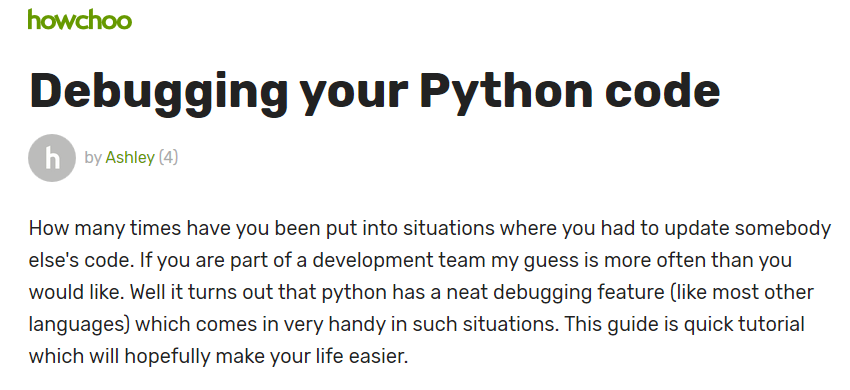 howchoo
Debugging your Python code
h
by Ashley (4)
How many times have you been put into situations where you had to update somebody
else's code. If you are part of a development team my guess is more often than you
would like. Well it turns out that python has a neat debugging feature (like most other
languages) which comes in very handy in such situations. This guide is quick tutorial
which will hopefully make your life easier.